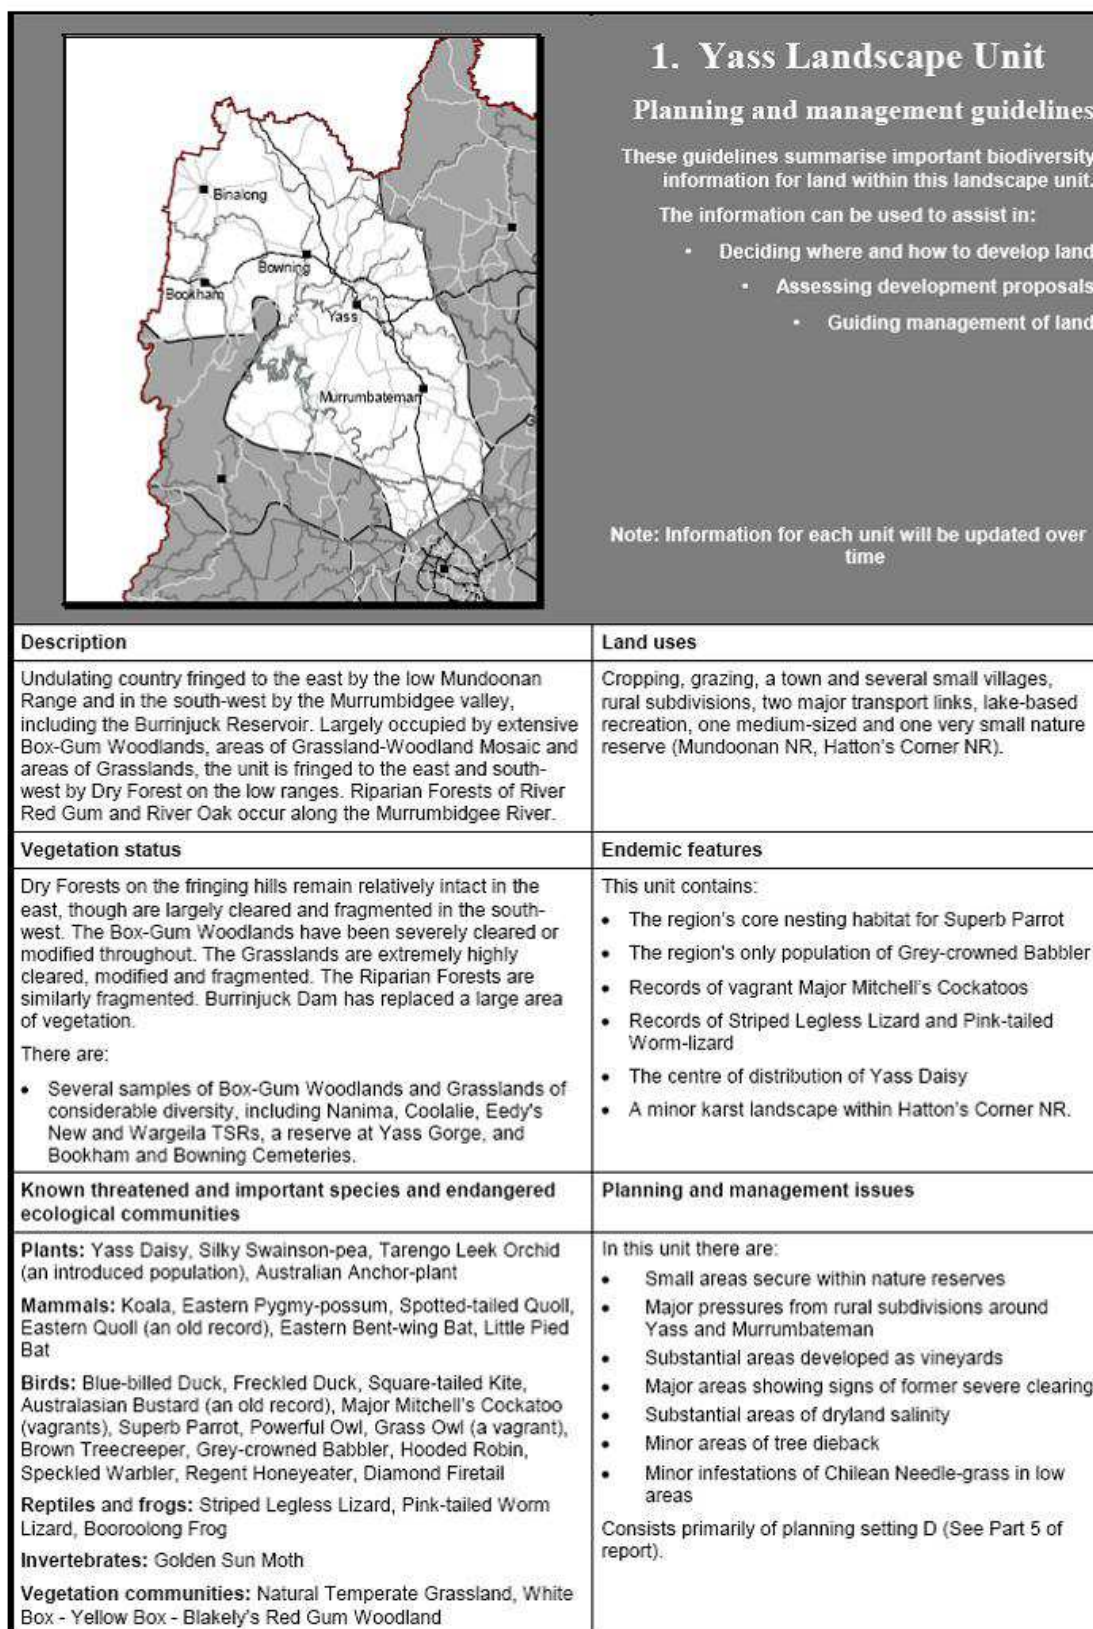 1. Yass Landscape Unit
Planning and management guidelines
These guidelines summarise important biodiversity
information for land within this landscape unit.
The information can be used to assist in:
• Deciding where and how to develop land
• Assessing development proposals
• Guiding management of land
Note: Information for each unit will be updated over
time
Binalong
Bowning
Bookham
Yass
Murrumbateman
G
Description
Undulating country fringed to the east by the low Mundoonan
Range and in the south-west by the Murrumbidgee valley,
including the Burrinjuck Reservoir. Largely occupied by extensive
Box-Gum Woodlands, areas of Grassland-Woodland Mosaic and
areas of Grasslands, the unit is fringed to the east and south-
west by Dry Forest on the low ranges. Riparian Forests of River
Red Gum and River Oak occur along the Murrumbidgee River.
Land uses
Cropping, grazing, a town and several small villages,
rural subdivisions, two major transport links, lake-based
recreation, one medium-sized and one very small nature
reserve (Mundoonan NR, Hatton's Corner NR).
Vegetation status
Dry Forests on the fringing hills remain relatively intact in the
east, though are largely cleared and fragmented in the south-
west. The Box-Gum Woodlands have been severely cleared or
modified throughout. The Grasslands are extremely highly
cleared, modified and fragmented. The Riparian Forests are
similarly fragmented. Burrinjuck Dam has replaced a large area
of vegetation.
There are:
• Several samples of Box-Gum Woodlands and Grasslands of
considerable diversity, including Nanima, Coolalie, Eedy's
New and Wargeila TSRs, a reserve at Yass Gorge, and
Bookham and Bowning Cemeteries.
Endemic features
This unit contains:
• The region's core nesting habitat for Superb Parrot
• The region's only population of Grey-crowned Babbler
• Records of vagrant Major Mitchell's Cockatoos
• Records of Striped Legless Lizard and Pink-tailed
Worm-lizard
• The centre of distribution of Yass Daisy
• A minor karst landscape within Hatton's Corner NR.
Known threatened and important species and endangered
ecological communities
Plants: Yass Daisy, Silky Swainson-pea, Tarengo Leek Orchid
(an introduced population), Australian Anchor-plant
Mammals: Koala, Eastern Pygmy-possum, Spotted-tailed Quoll,
Eastern Quoll (an old record), Eastern Bent-wing Bat, Little Pied
Bat
Birds: Blue-billed Duck, Freckled Duck, Square-tailed Kite,
Australasian Bustard (an old record), Major Mitchell's Cockatoo
(vagrants), Superb Parrot, Powerful Owl, Grass Owl (a vagrant),
Brown Treecreeper, Grey-crowned Babbler, Hooded Robin,
Speckled Warbler, Regent Honeyeater, Diamond Firetail
Reptiles and frogs: Striped Legless Lizard, Pink-tailed Worm
Lizard, Booroolong Frog
Invertebrates: Golden Sun Moth
Vegetation communities: Natural Temperate Grassland, White
Box - Yellow Box - Blakely's Red Gum Woodland
Planning and management issues
In this unit there are:
• Small areas secure within nature reserves
• Major pressures from rural subdivisions around
Yass and Murrumbateman
• Substantial areas developed as vineyards
• Major areas showing signs of former severe clearing
• Substantial areas of dryland salinity
• Minor areas of tree dieback
• Minor infestations of Chilean Needle-grass in low
areas
Consists primarily of planning setting D (See Part 5 of
report).